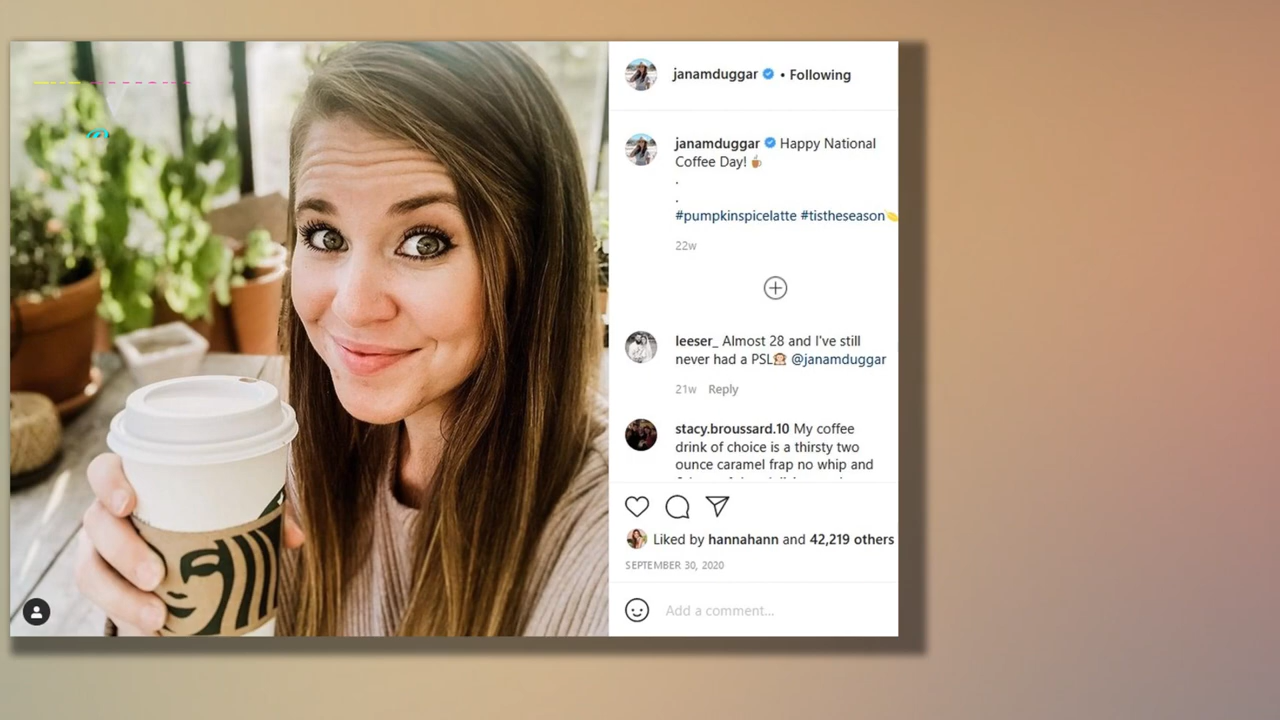 janamduggar • Following
janamduggar Happy National
Coffee Day!
.
.
#pumpkinspicelatte #tistheseason
22w
leeser_ Almost 28 and I've still
never had a PSL @janamduggar
21w Reply
stacy.broussard.10 My coffee
drink of choice is a thirsty two
ounce caramel frap no whip and
Liked by hannahann and 42,219 others
SEPTEMBER 30, 2020
Add a comment...